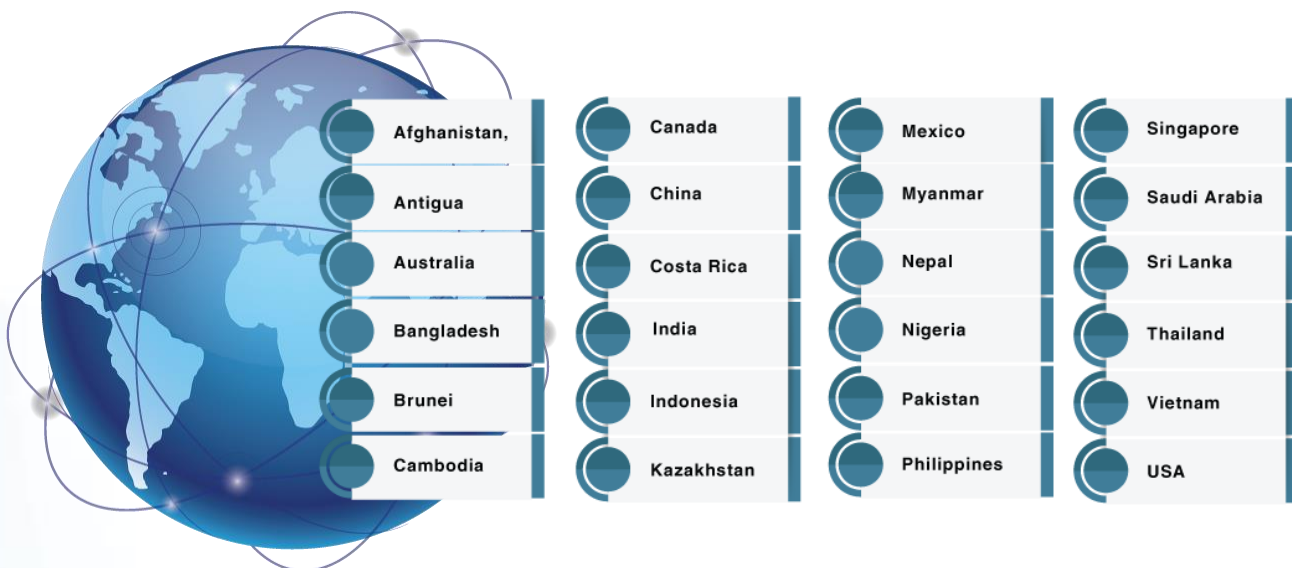 Afghanistan,
Antigua
Australia
Bangladesh
Brunei
Cambodia
Canada
China
Costa Rica
India
Indonesia
Kazakhstan
Mexico
Myanmar
Nepal
Nigeria
Pakistan
Philippines
Singapore
Saudi Arabia
Sri Lanka
Thailand
Vietnam
USA